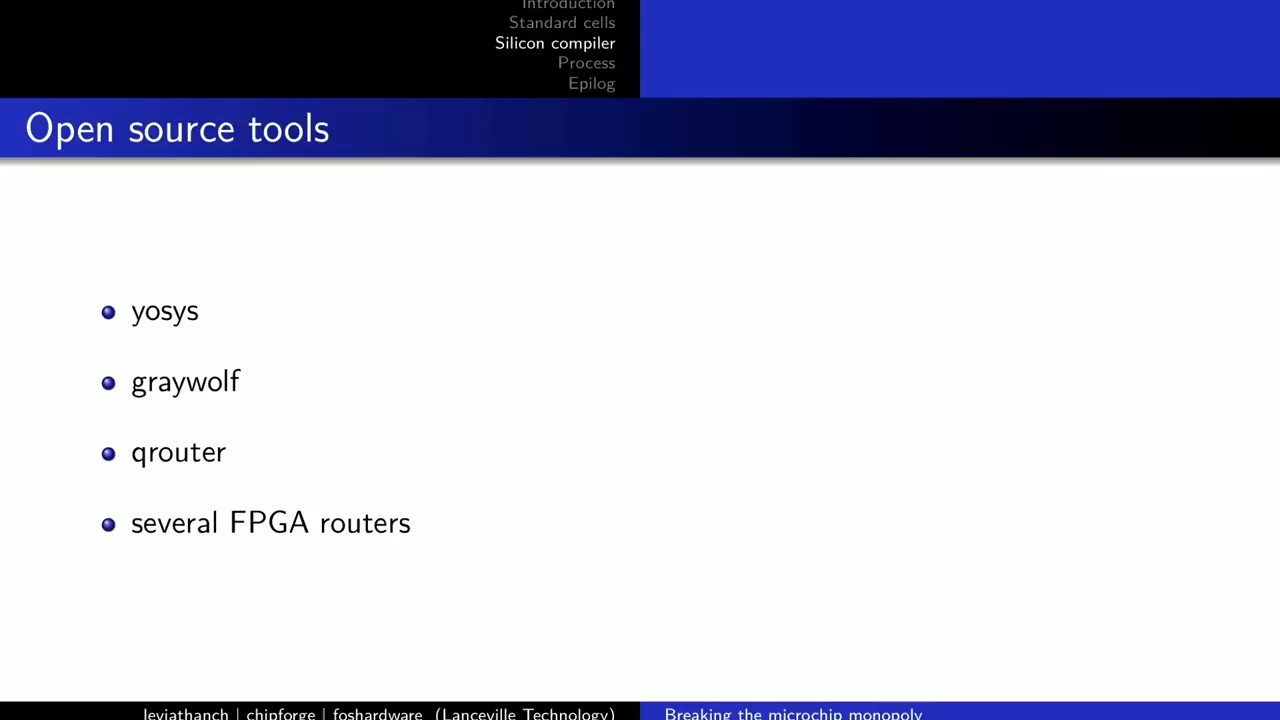 Introduction
Standard cells
Silicon compiler
Process
Epilog
Open source tools
yosys
graywolf
qrouter
several FPGA routers
leviathanch | chipforge | foshardware (Lanceville Technology)
Breaking the microchip monopoly